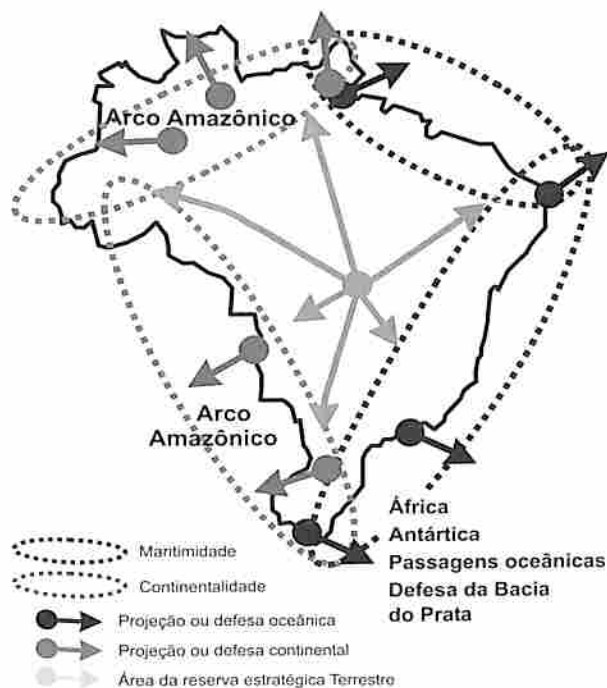 Arco Amazônico
Arco
Amazônico
África
Antártica
Passagens oceânicas
Defesa da Bacia
do Prata
Maritimidade
Continentalidade
Projeção ou defesa oceânica
Projeção ou defesa continental
Área da reserva estratégica Terrestre